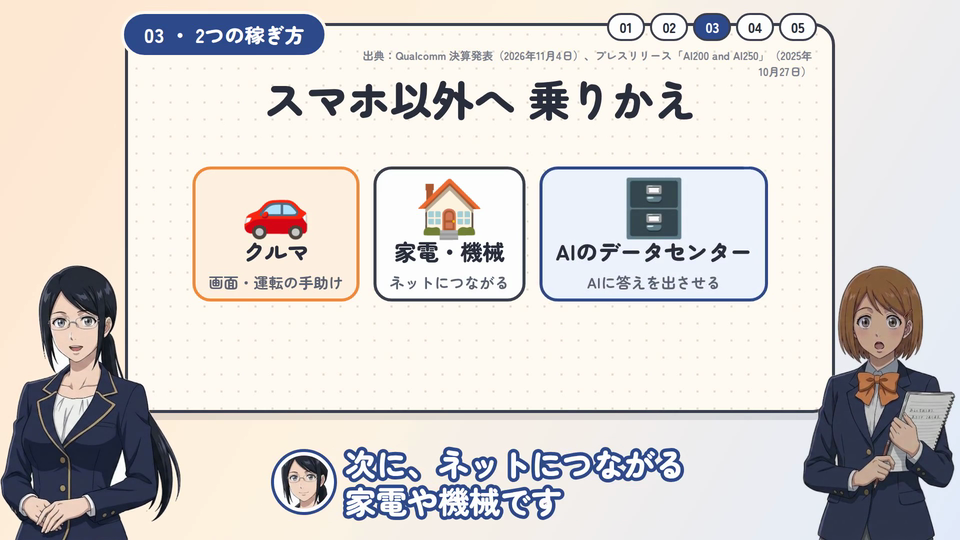 03 ・ 2つの稼ぎ方
01 02 03 04 05
出典：Qualcomm 決算発表（2026年11月4日）、プレスリリース「AI200 and AI250」（2025年
10月27日）
スマホ以外へ 乗りかえ
クルマ
画面・運転の手助け
家電・機械
ネットにつながる
AIのデータセンター
AIに答えを出させる
次に、ネットにつながる
家電や機械です